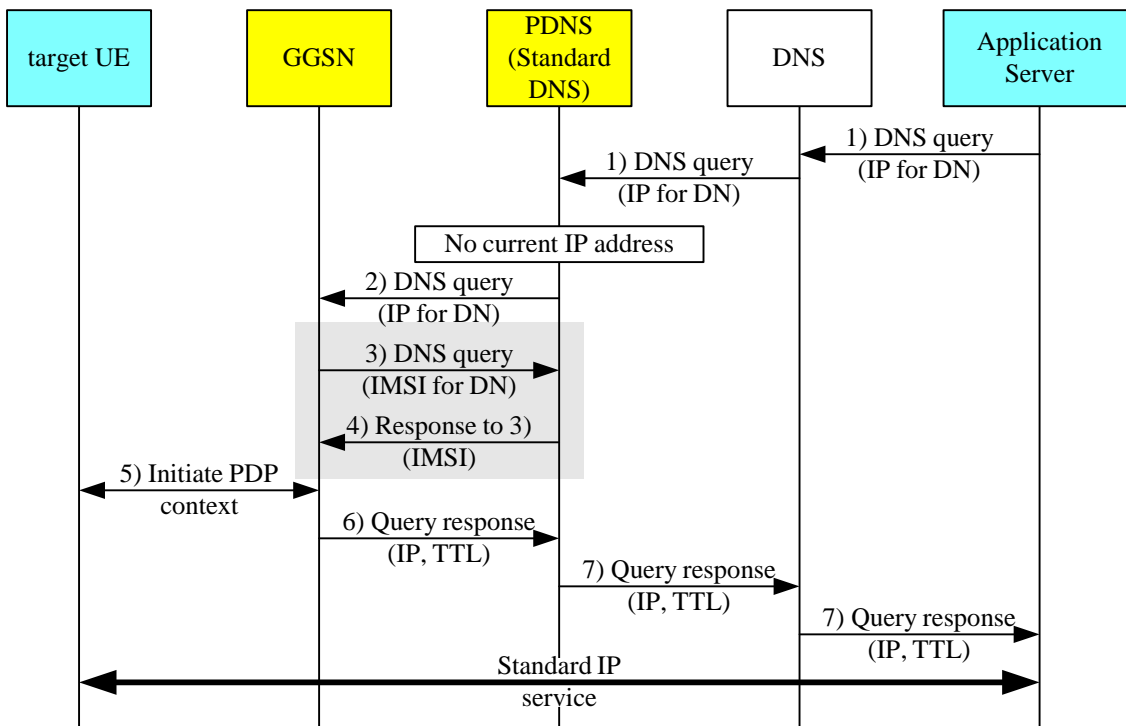 target UE
GGSN
PDNS
(Standard
DNS)
DNS
Application
Server
1) DNS query
(IP for DN)
1) DNS query
(IP for DN)
No current IP address
2) DNS query
(IP for DN)
3) DNS query
(IMSI for DN)
4) Response to 3)
(IMSI)
5) Initiate PDP
context
6) Query response
(IP, TTL)
7) Query response
(IP, TTL)
7) Query response
(IP, TTL)
Standard IP
service